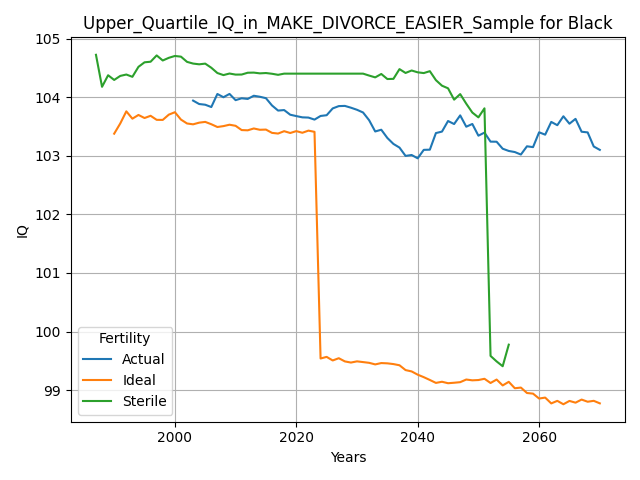 Upper_Quartile_IQ_in_MAKE_DIVORCE_EASIER_Sample for Black
105
104
103
102
101
100
99
IQ
Fertility
Actual
Ideal
Sterile
2000
2020
2040
2060
Years